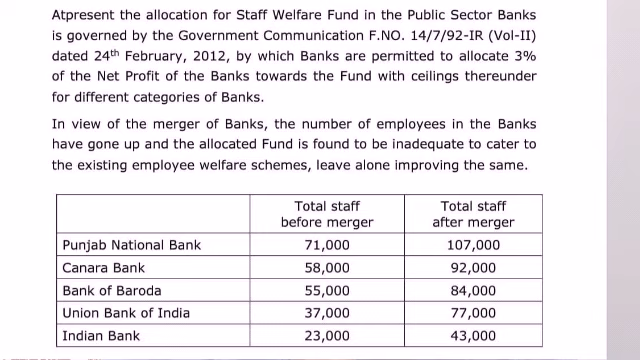 Atpresent the allocation for Staff Welfare Fund in the Public Sector Banks
is governed by the Government Communication F.NO. 14/7/92-IR (Vol-II)
dated 24th February, 2012, by which Banks are permitted to allocate 3%
of the Net Profit of the Banks towards the Fund with ceilings thereunder
for different categories of Banks.
In view of the merger of Banks, the number of employees in the Banks
have gone up and the allocated Fund is found to be inadequate to cater to
the existing employee welfare schemes, leave alone improving the same.
Total staff before merger Total staff after merger
Punjab National Bank 71,000 107,000
Canara Bank 58,000 92,000
Bank of Baroda 55,000 84,000
Union Bank of India 37,000 77,000
Indian Bank 23,000 43,000